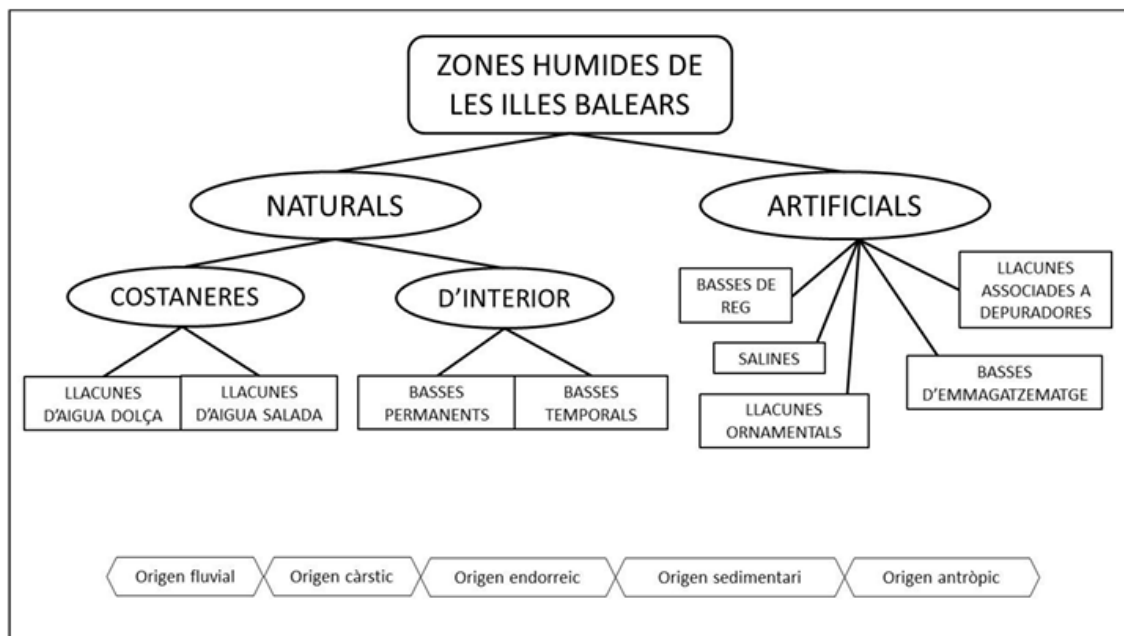 ZONES HUMIDES DE
LES ILLES BALEARS
NATURALS
ARTIFICIALS
COSTANERES
D'INTERIOR
BASSES DE
REG
LLACUNES
ASSOCIADES A
DEPURADORES
SALINES
LLACUNES
D'AIGUA DOLÇA
LLACUNES
D'AIGUA SALADA
BASSES
PERMANENTS
BASSES
TEMPORALS
LLACUNES
ORNAMENTALS
BASSES
D'EMMAGATZEMATGE
Origen fluvial
Origen càrstic
Origen endorreic
Origen sedimentari
Origen antròpic